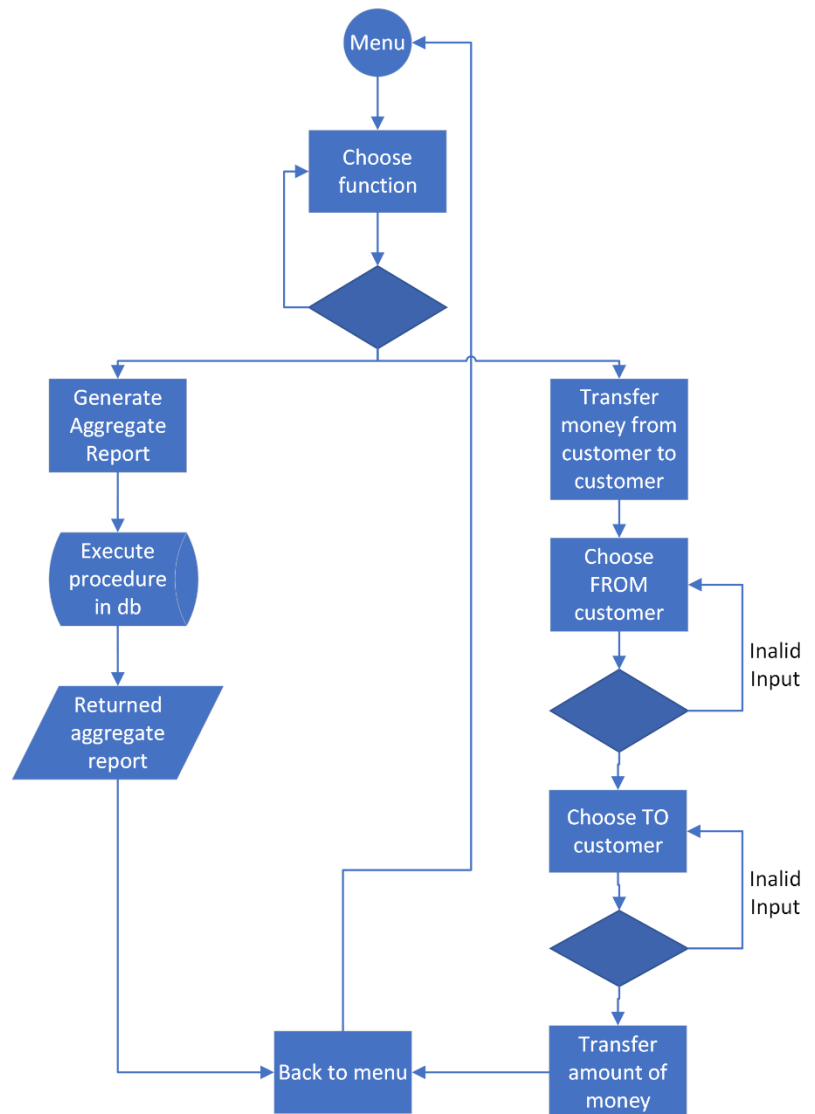 Menu
Choose
function
Generate
Aggregate
Report
Execute
procedure
in db
Returned
aggregate
report
Transfer
money from
customer to
customer
Choose
FROM
customer
Inalid
Input
Choose TO
customer
Inalid
Input
Transfer
amount of
money
Back to menu